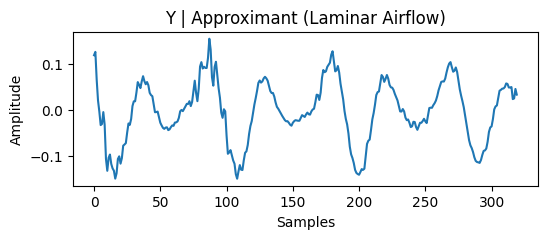 Y | Approximant (Laminar Airflow)
Amplitude
0.1
0.0
−0.1
0 50 100 150 200 250 300
Samples